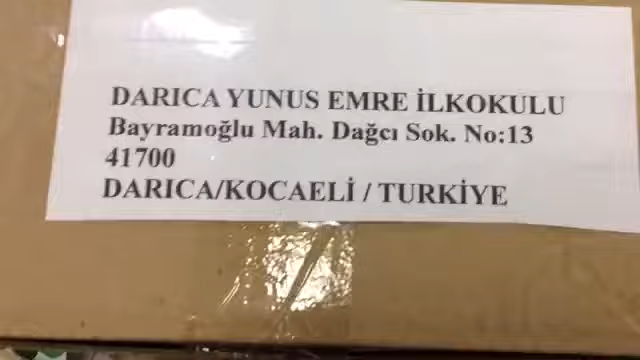 DARICA YUNUS EMRE İLKOKULU
Bayramoğlu Mah. Dağcı Sok. No:13
41700
DARICA/KOCAELİ / TURKİYE